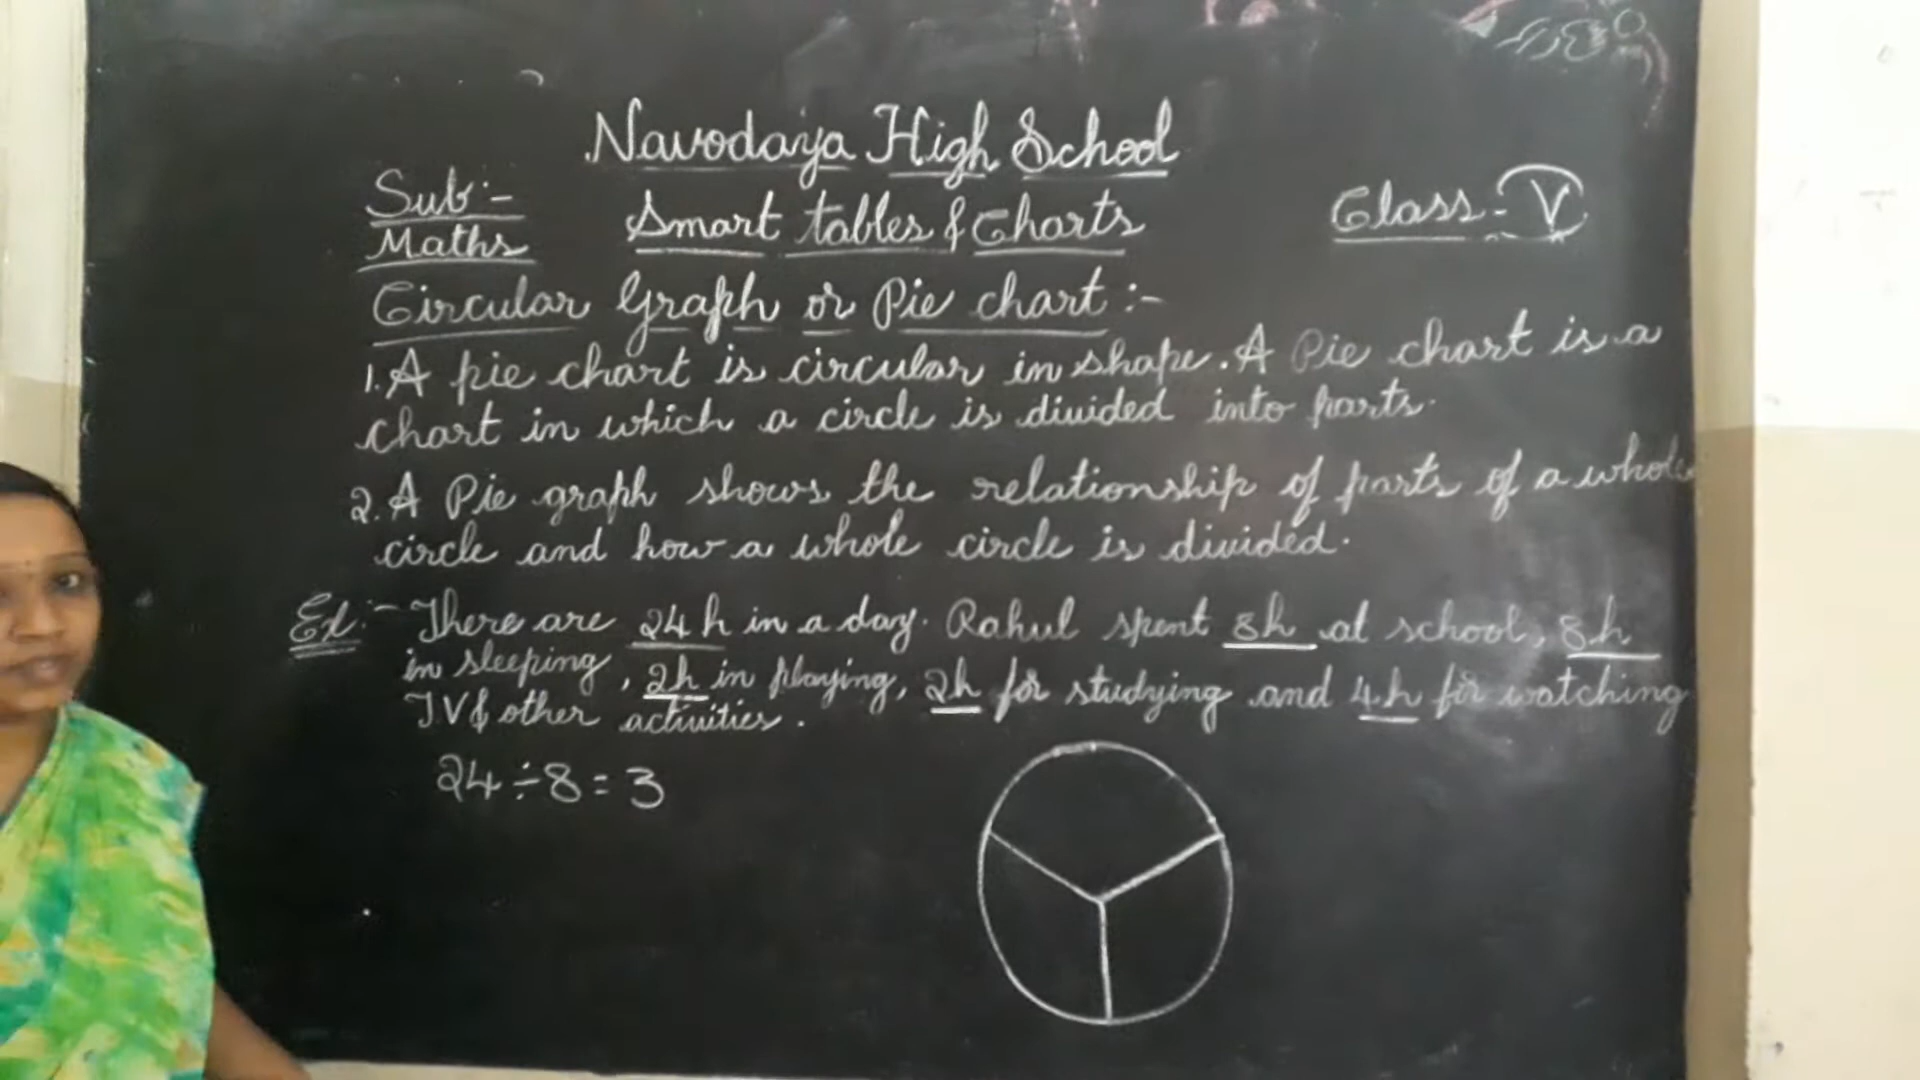 Navodaya High School
Sub:-
Maths
Smart tables & Charts
Class - V
Circular Graph or Pie chart :-
1. A pie chart is circular in shape. A Pie chart is a
chart in which a circle is divided into parts.
2. A Pie graph shows the relationship of parts of a whole
circle and how a whole circle is divided.
Ex:- There are 24 h in a day. Rahul spent 8h at school, 8h
in sleeping, 2h in playing, 2h for studying and 4h for watching
T.V & other activities.
24 ÷ 8 = 3